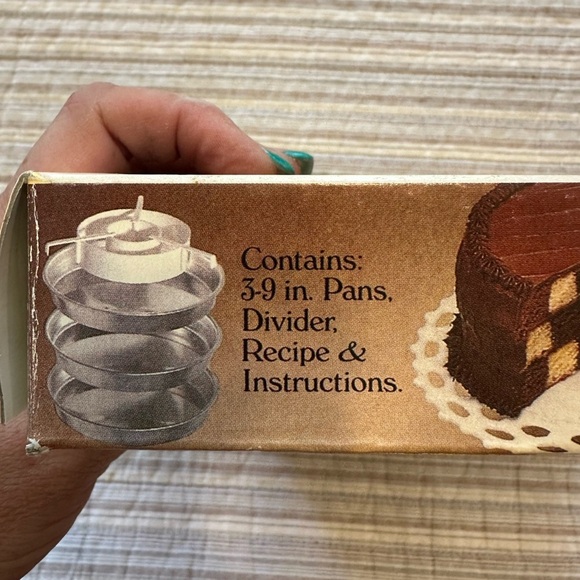 Contains:
3-9 in. Pans,
Divider,
Recipe &
Instructions.